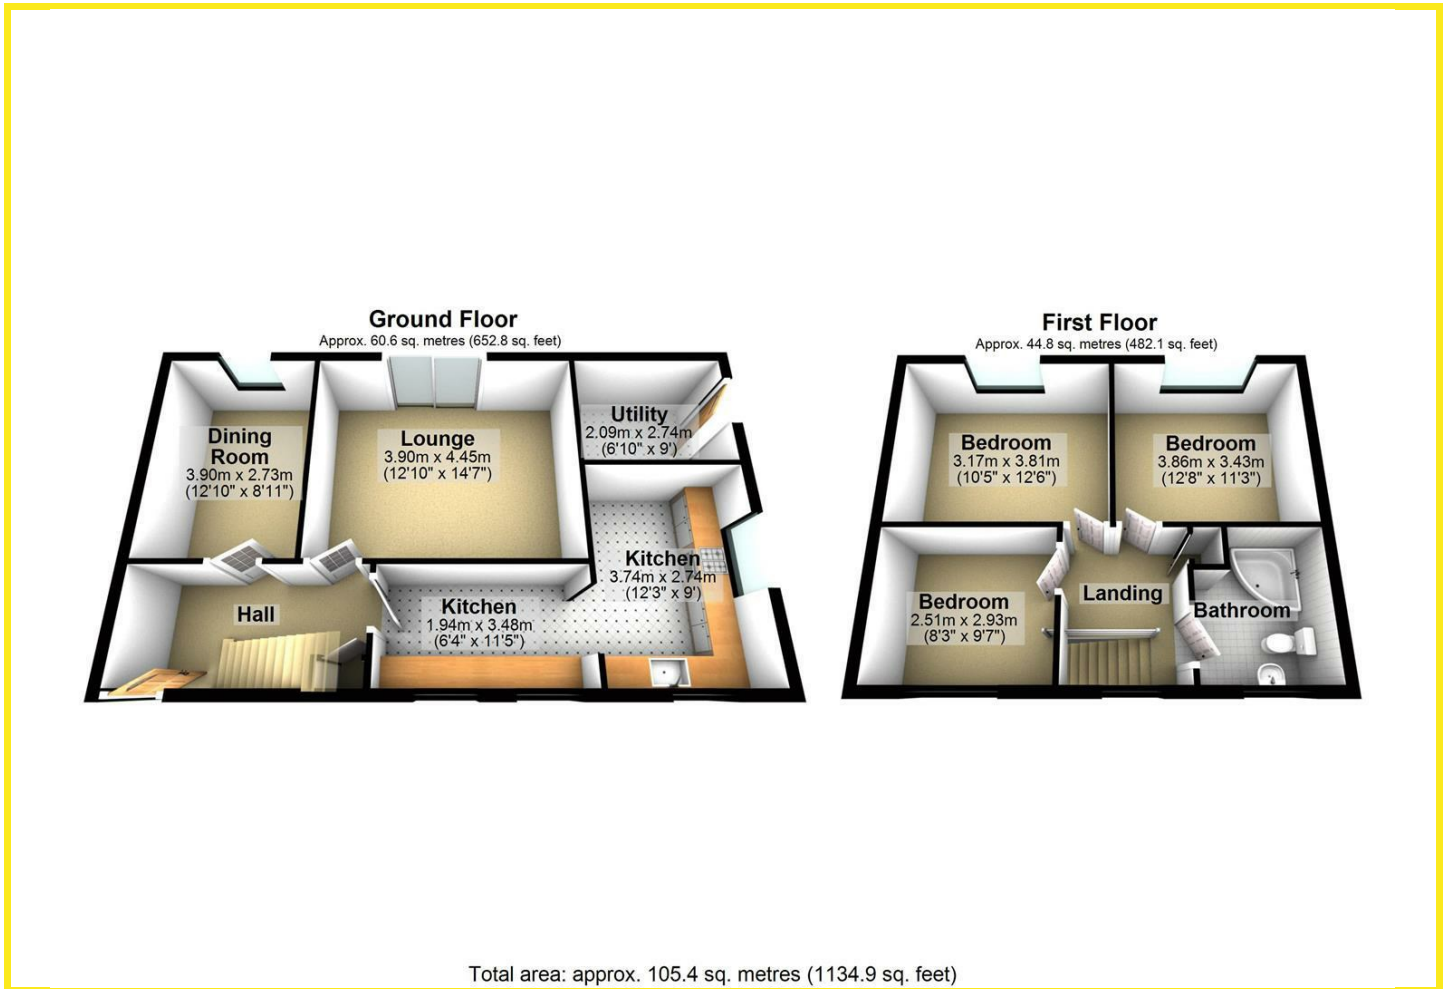 Ground Floor
Approx. 60.6 sq. metres (652.8 sq. feet)
Dining
Room
3.90m x 2.73m
(12'10" x 8'11")
Lounge
3.90m x 4.45m
(12'10" x 14'7")
Utility
2.09m x 2.74m
(6'10" x 9')
Kitchen
3.74m x 2.74m
(12'3" x 9')
Hall
Kitchen
1.94m x 3.48m
(6'4" x 11'5")
First Floor
Approx. 44.8 sq. metres (482.1 sq. feet)
Bedroom
3.17m x 3.81m
(10'5" x 12'6")
Bedroom
3.86m x 3.43m
(12'8" x 11'3")
Bedroom
2.51m x 2.93m
(8'3" x 9'7")
Landing
Bathroom
Total area: approx. 105.4 sq. metres (1134.9 sq. feet)